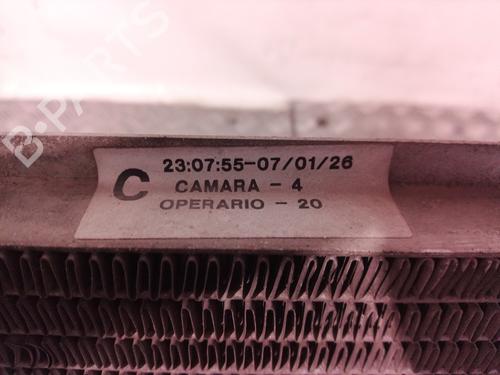 B-PARTS
23:07:55-07/01/26
C CAMARA - 4
OPERARIO - 20